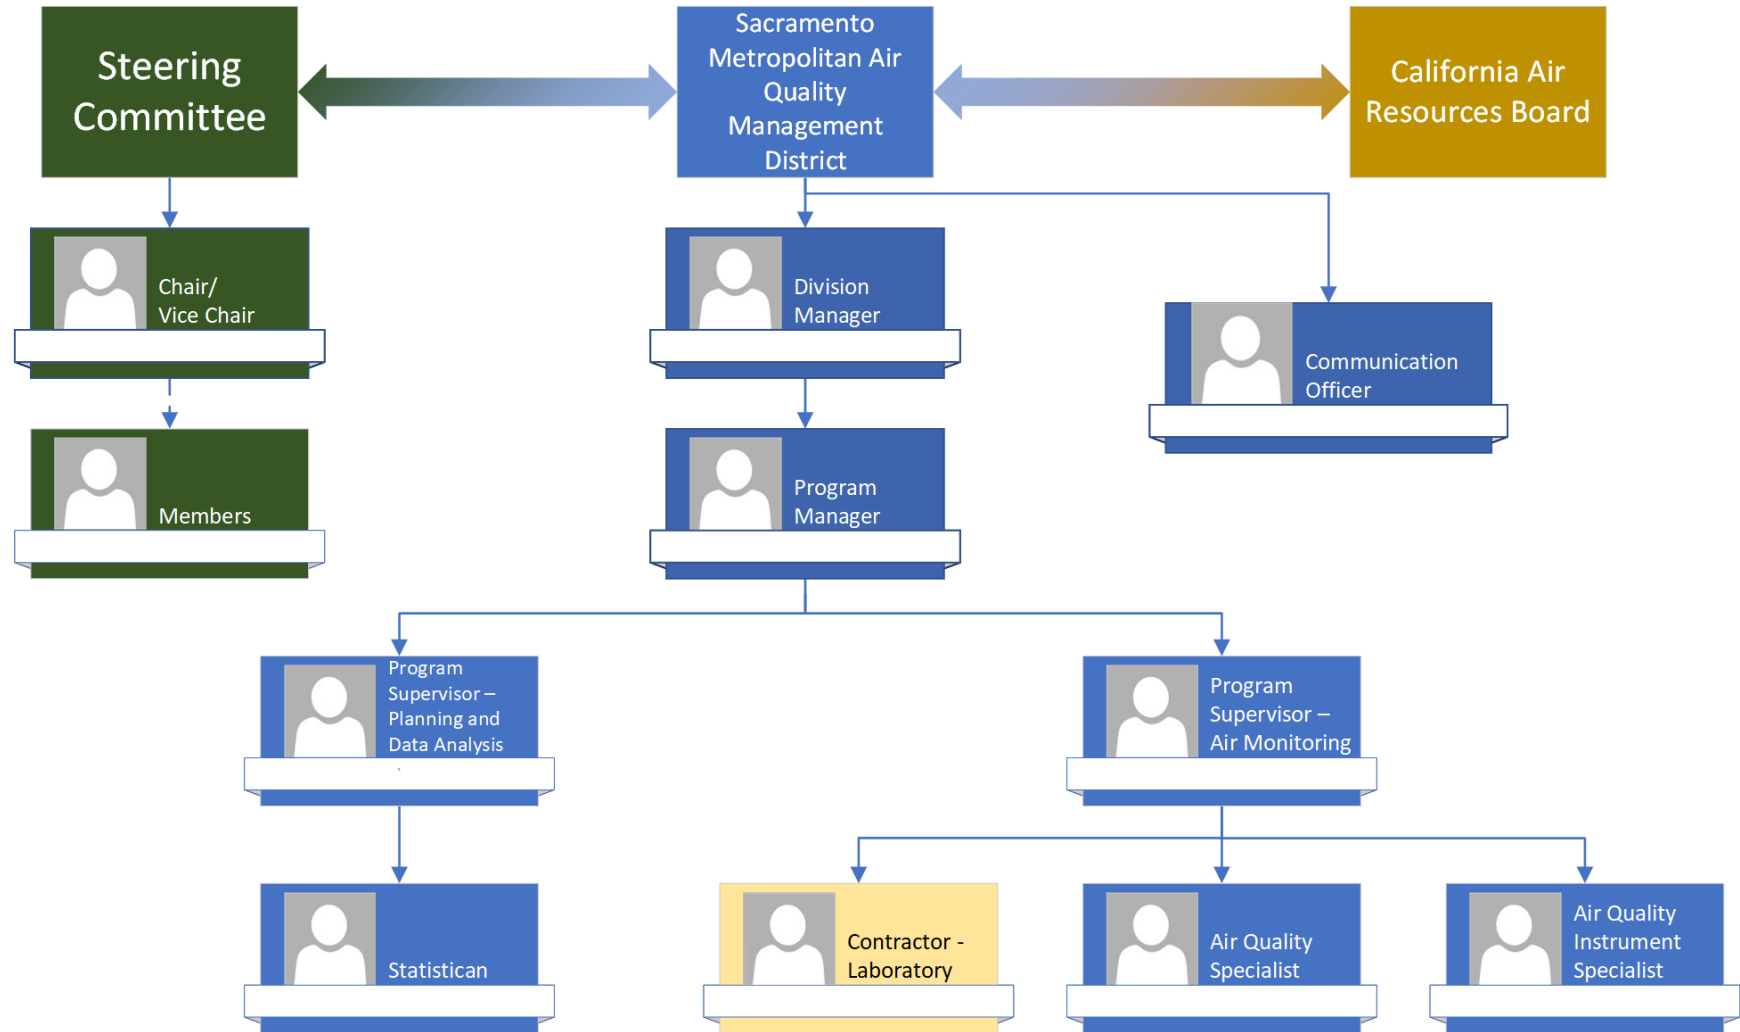 Steering
Committee
Sacramento
Metropolitan Air
Quality
Management
District
California Air
Resources Board
Chair/
Vice Chair
Division
Manager
Communication
Officer
Members
Program
Manager
Program
Supervisor –
Planning and
Data Analysis
Program
Supervisor –
Air Monitoring
Statistican
Contractor -
Laboratory
Air Quality
Specialist
Air Quality
Instrument
Specialist